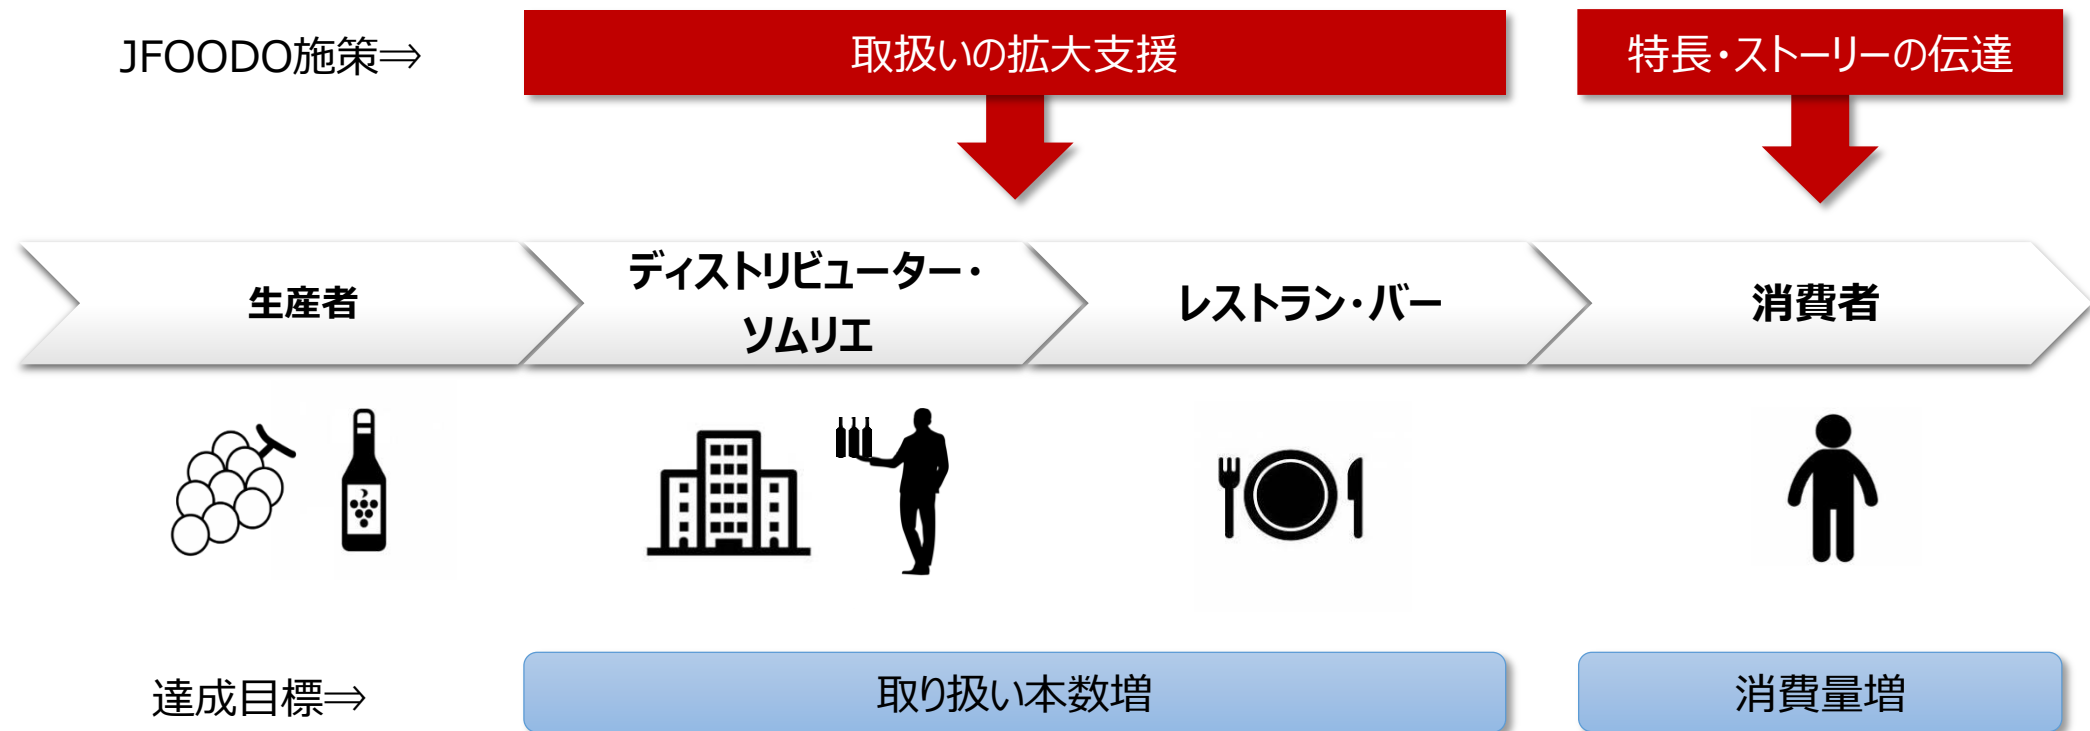 JFOODO施策⇒
取扱いの拡大支援
特長・ストーリーの伝達
生産者
ディストリビューター・
ソムリエ
レストラン・バー
消費者
達成目標⇒
取り扱い本数増
消費量増